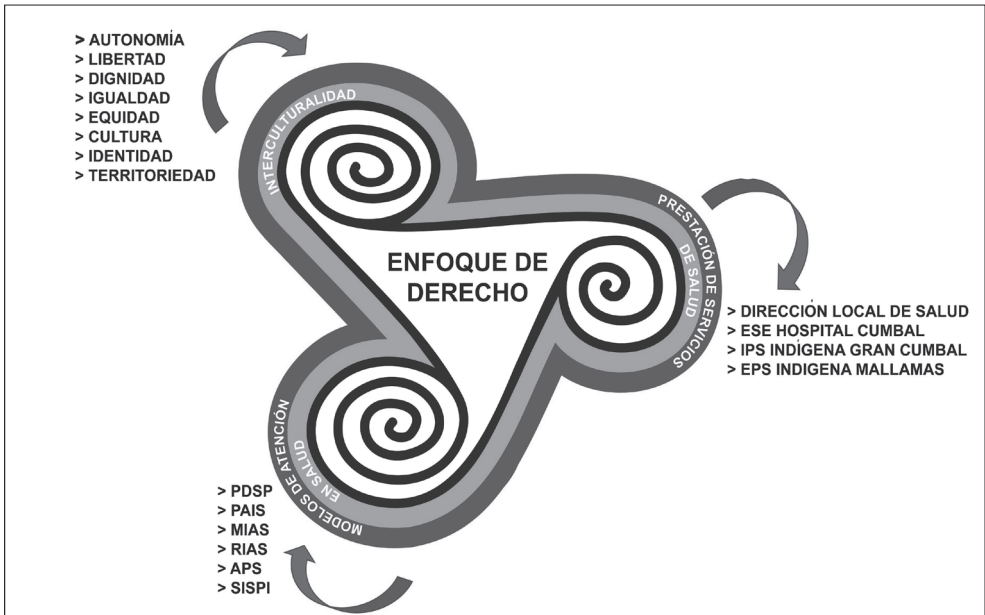 > AUTONOMÍA
> LIBERTAD
> DIGNIDAD
> IGUALDAD
> EQUIDAD
> CULTURA
> IDENTIDAD
> TERRITORIEDAD
INTERCULTURALIDAD
ENFOQUE DE
DERECHO
PRESTACIÓN DE SERVICIOS
DE SALUD
> DIRECCIÓN LOCAL DE SALUD
> ESE HOSPITAL CUMBAL
> IPS INDÍGENA GRAN CUMBAL
> EPS INDIGENA MALLAMAS
MODELOS DE ATENCIÓN
EN SALUD
> PDSP
> PAIS
> MIAS
> RIAS
> APS
> SISPI